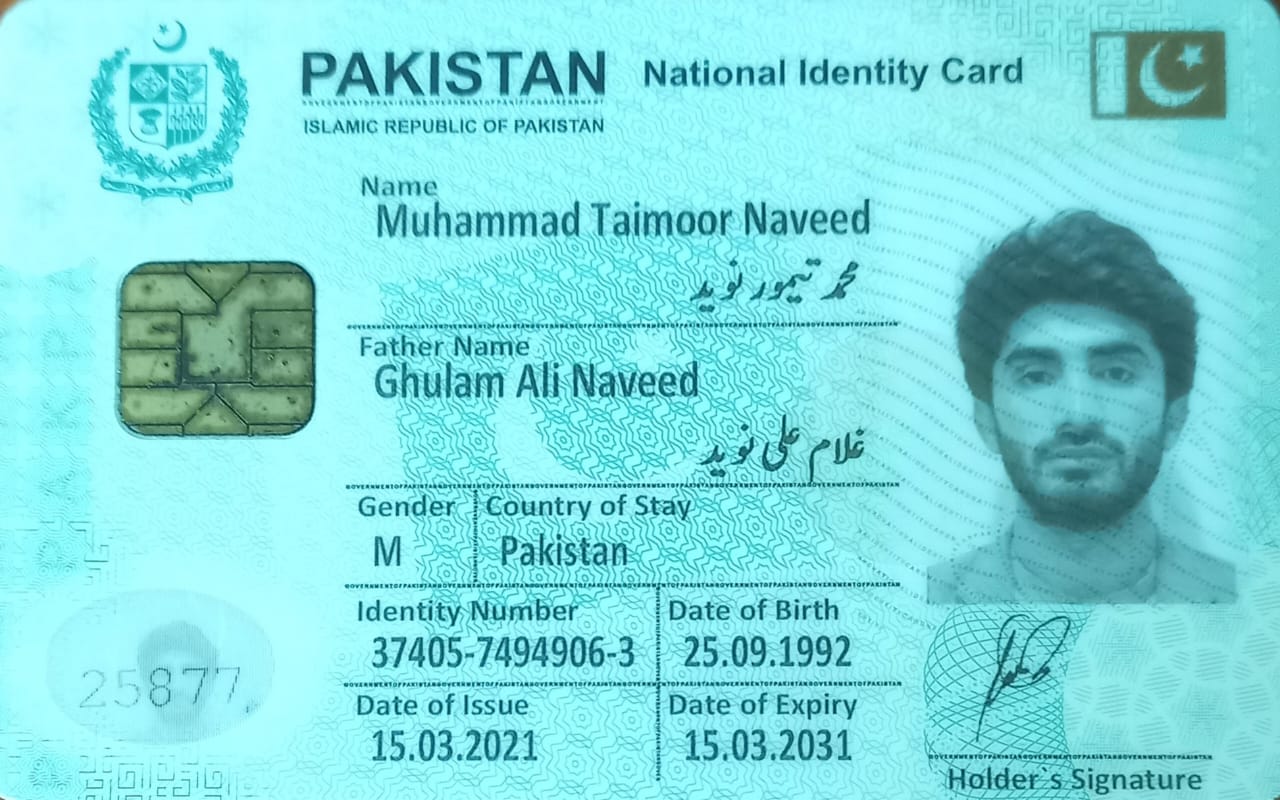 PAKISTAN National Identity Card
ISLAMIC REPUBLIC OF PAKISTAN
Name
Muhammad Taimoor Naveed
محمد تیمور نوید
Father Name
Ghulam Ali Naveed
غلام علی نوید
Gender Country of Stay
M Pakistan
Identity Number Date of Birth
37405-7494906-3 25.09.1992
25877
Date of Issue Date of Expiry
15.03.2021 15.03.2031
Holder`s Signature